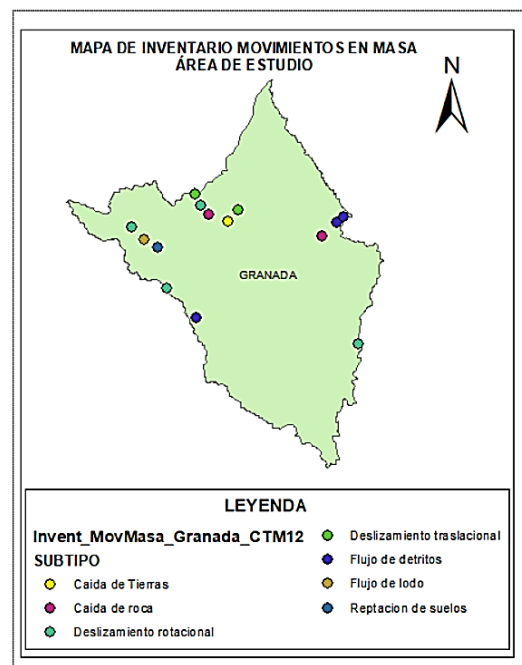 MAPA DE INVENTARIO MOVIMIENTOS EN MASA
ÁREA DE ESTUDIO
N
GRANADA
LEYENDA
Invent_MovMasa_Granada_CTM12
SUBTIPO
Caida de Tierras
Caida de roca
Deslizamiento rotacional
Deslizamiento traslacional
Flujo de detritos
Flujo de lodo
Reptacion de suelos